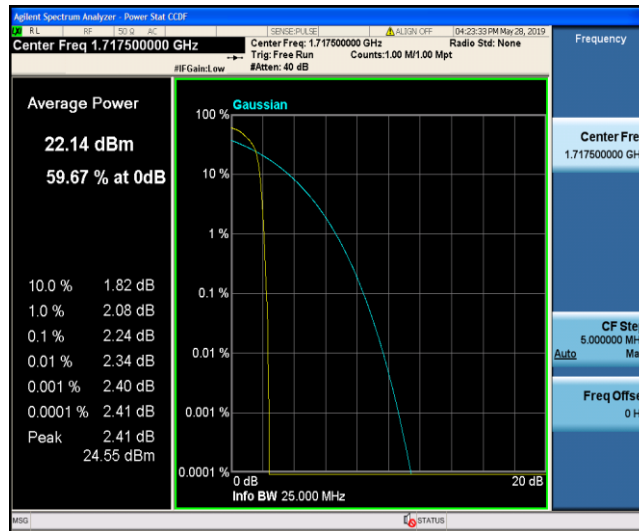 Agilent Spectrum Analyzer - Power Stat CCDF
RL RF 50 Ω AC SENSE:PULSE ALIGN OFF 04:23:33 PM May 28, 2019
Center Freq 1.717500000 GHz
Center Freq: 1.717500000 GHz Radio Std: None
Trig: Free Run Counts:1.00 M/1.00 Mpt
#IFGain:Low #Atten: 40 dB
Frequency
Average Power
22.14 dBm
59.67 % at 0dB
10.0 % 1.82 dB
1.0 % 2.08 dB
0.1 % 2.24 dB
0.01 % 2.34 dB
0.001 % 2.40 dB
0.0001 % 2.41 dB
Peak 2.41 dB
24.55 dBm
Gaussian
100 %
10 %
1 %
0.1 %
0.01 %
0.001 %
0.0001 %
0 dB 20 dB
Info BW 25.000 MHz
Center Fre
1.717500000 GH
CF Ste
5.000000 MH
Auto Ma
Freq Offse
0 H
MSG STATUS